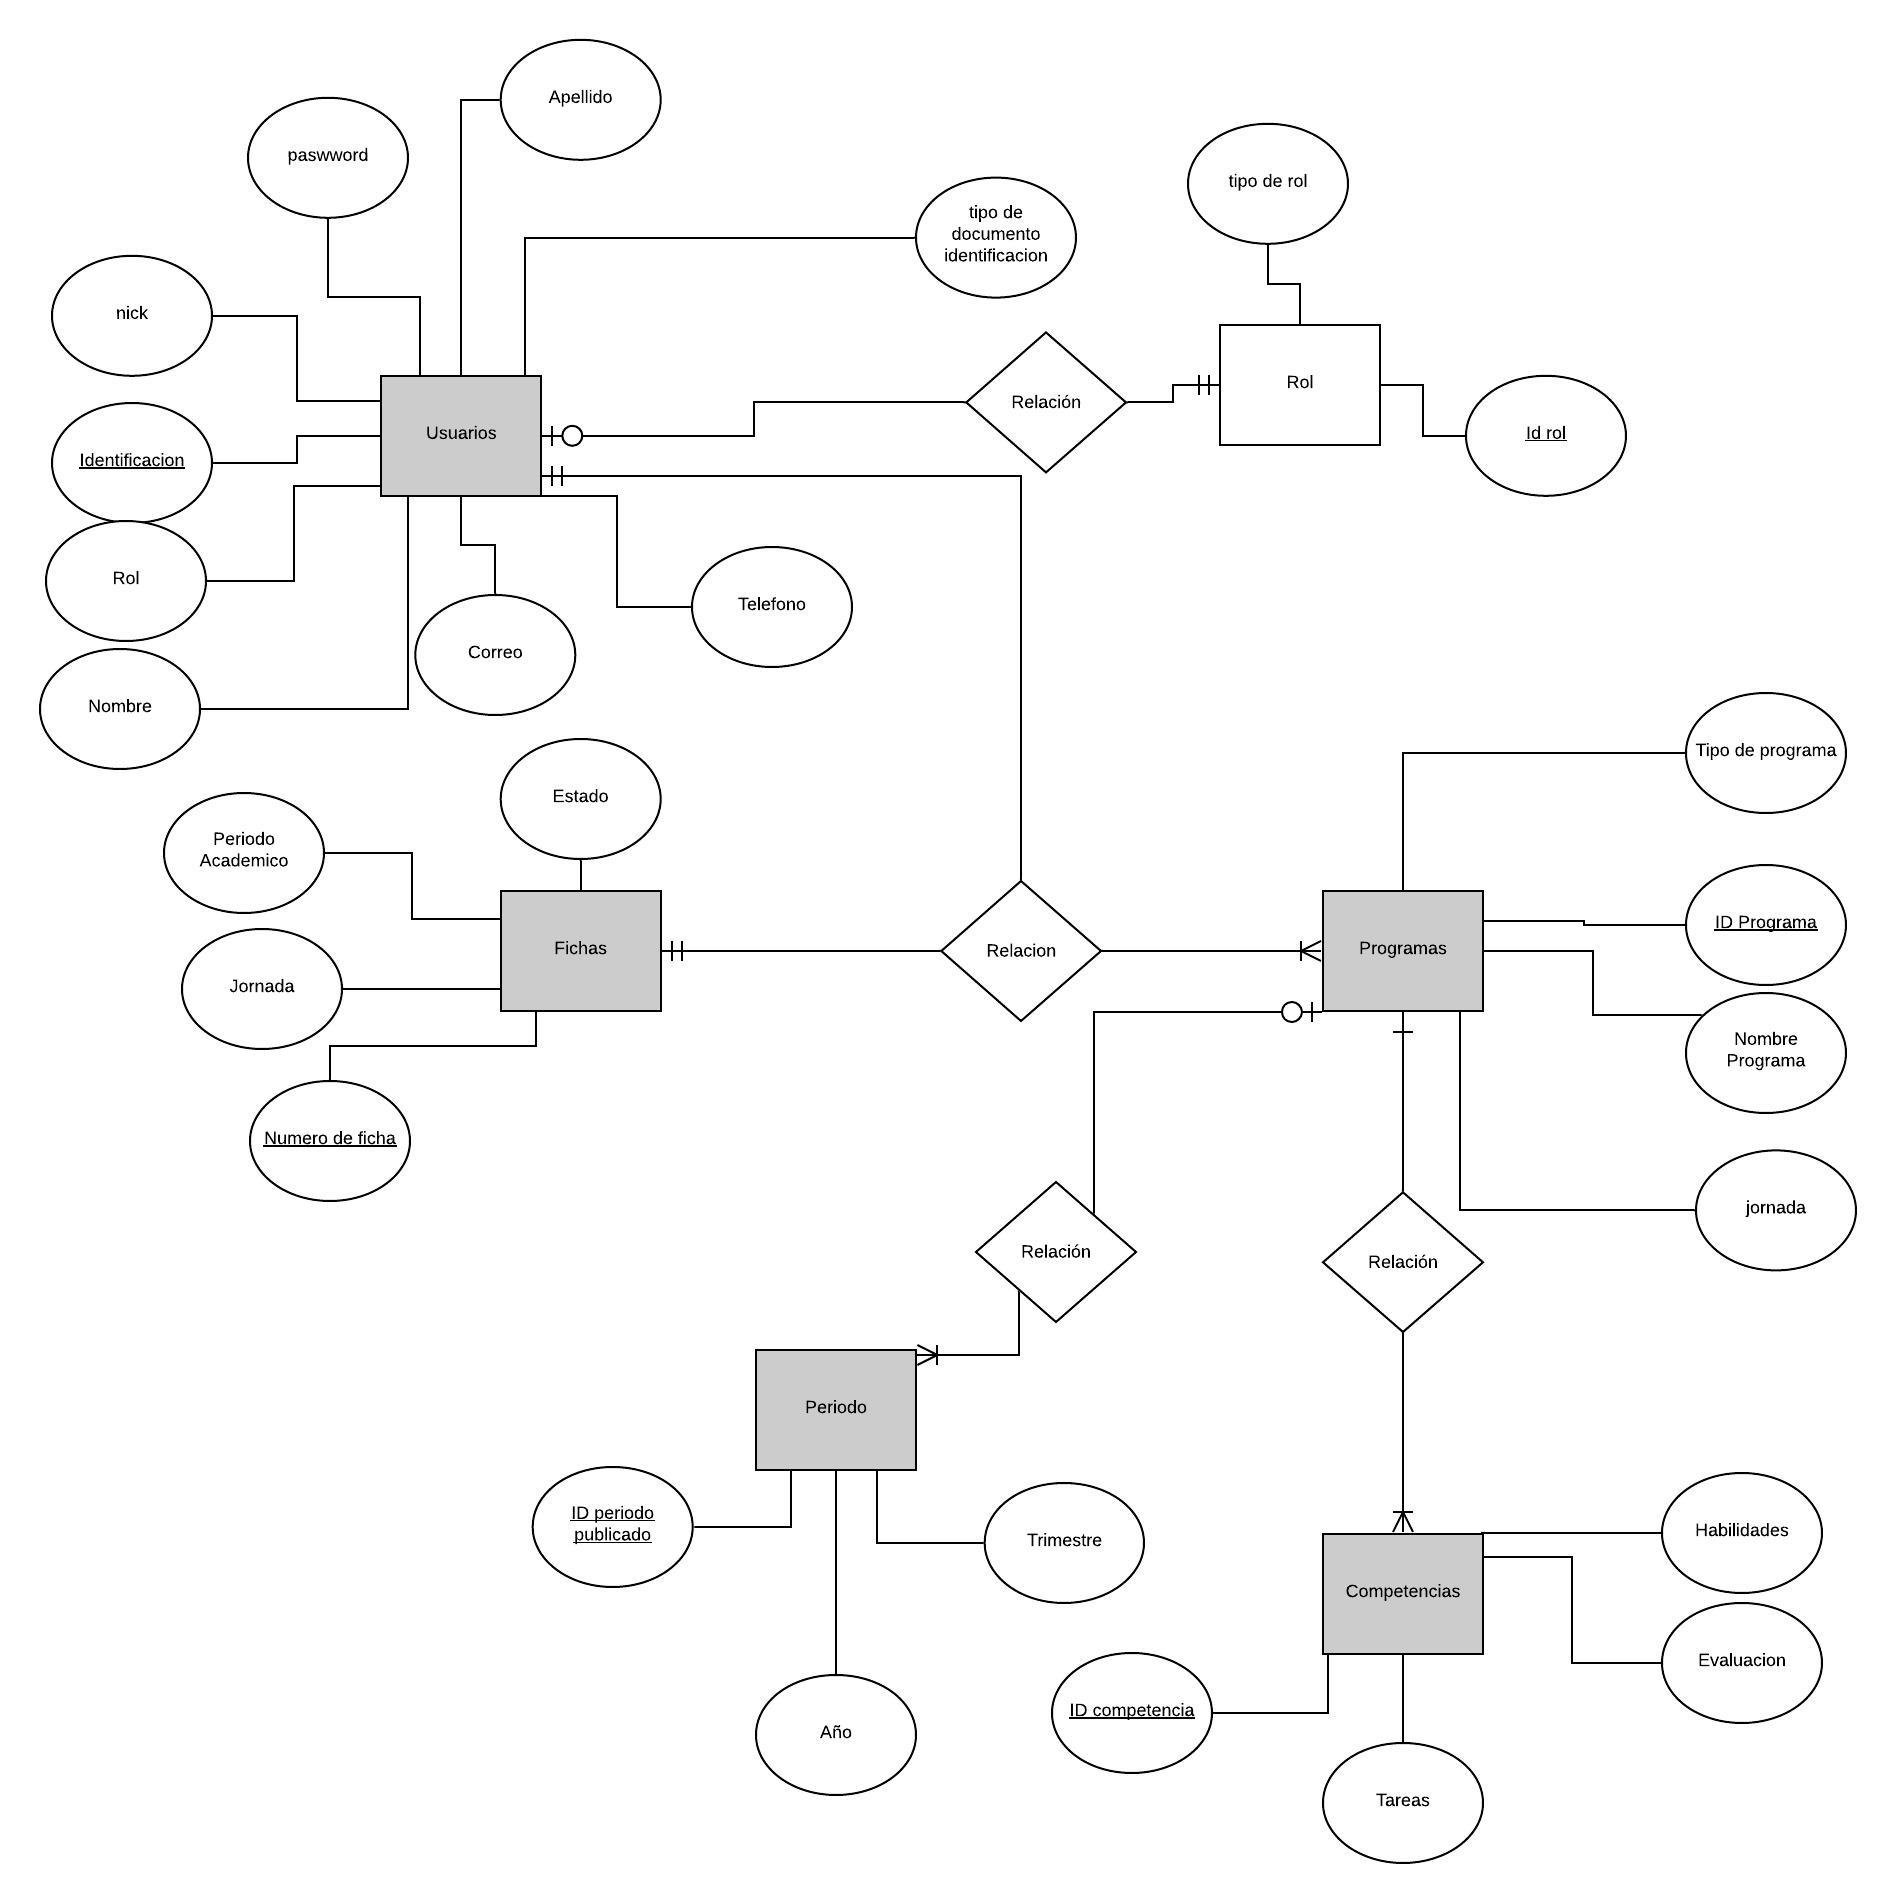 Apellido
paswword
tipo de rol
tipo de
documento
identificacion
nick
Rol
Relación
Usuarios
Id rol
Identificacion
Rol
Telefono
Correo
Nombre
Tipo de programa
Estado
Periodo
Academico
ID Programa
Fichas
Relacion
Programas
Jornada
Nombre
Programa
Numero de ficha
jornada
Relación
Relación
Periodo
ID periodo
publicado
Trimestre
Habilidades
Competencias
Evaluacion
ID competencia
Año
Tareas